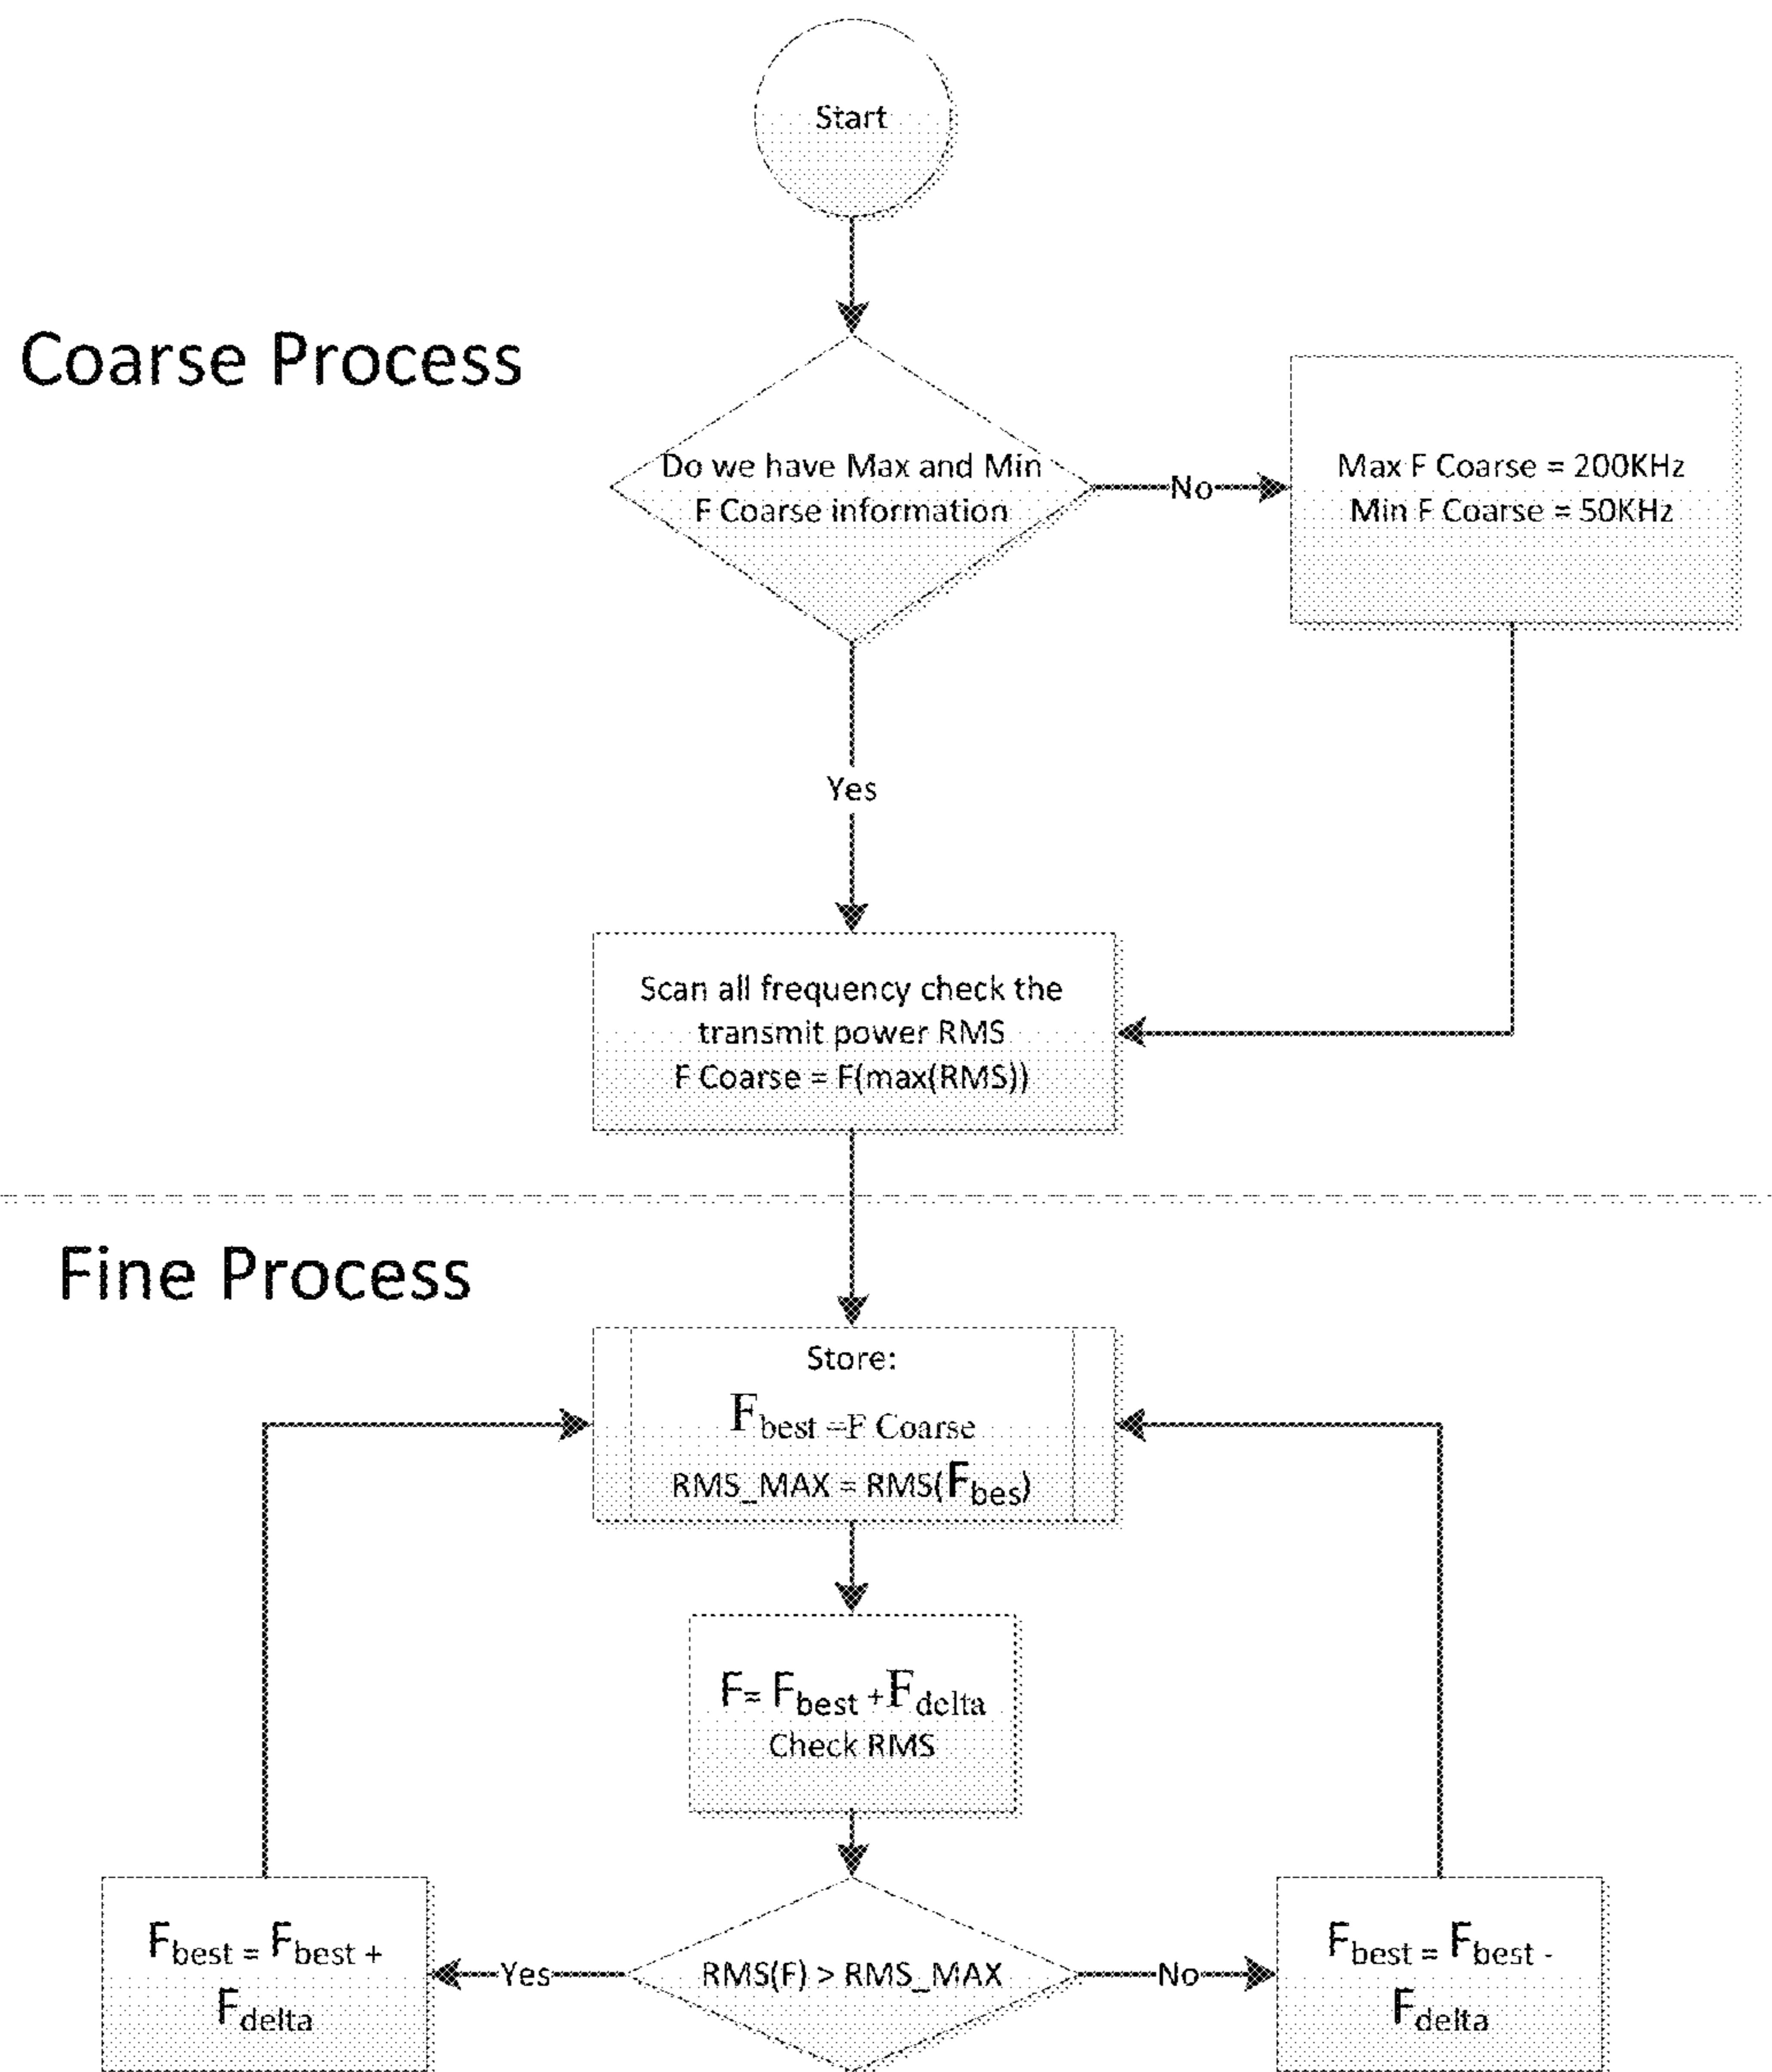 Start
Coarse Process
Do we have Max and Min
F Coarse information
No
Max F Coarse = 200KHz
Min F Coarse = 50KHz
Yes
Scan all frequency check the
transmit power RMS
F Coarse = F(max(RMS))
Fine Process
Store:
Fbest =F Coarse
RMS_MAX = RMS(Fbes)
F= Fbest +Fdelta
Check RMS
Fbest = Fbest +
Fdelta
Yes
RMS(F) > RMS_MAX
No
Fbest = Fbest -
Fdelta